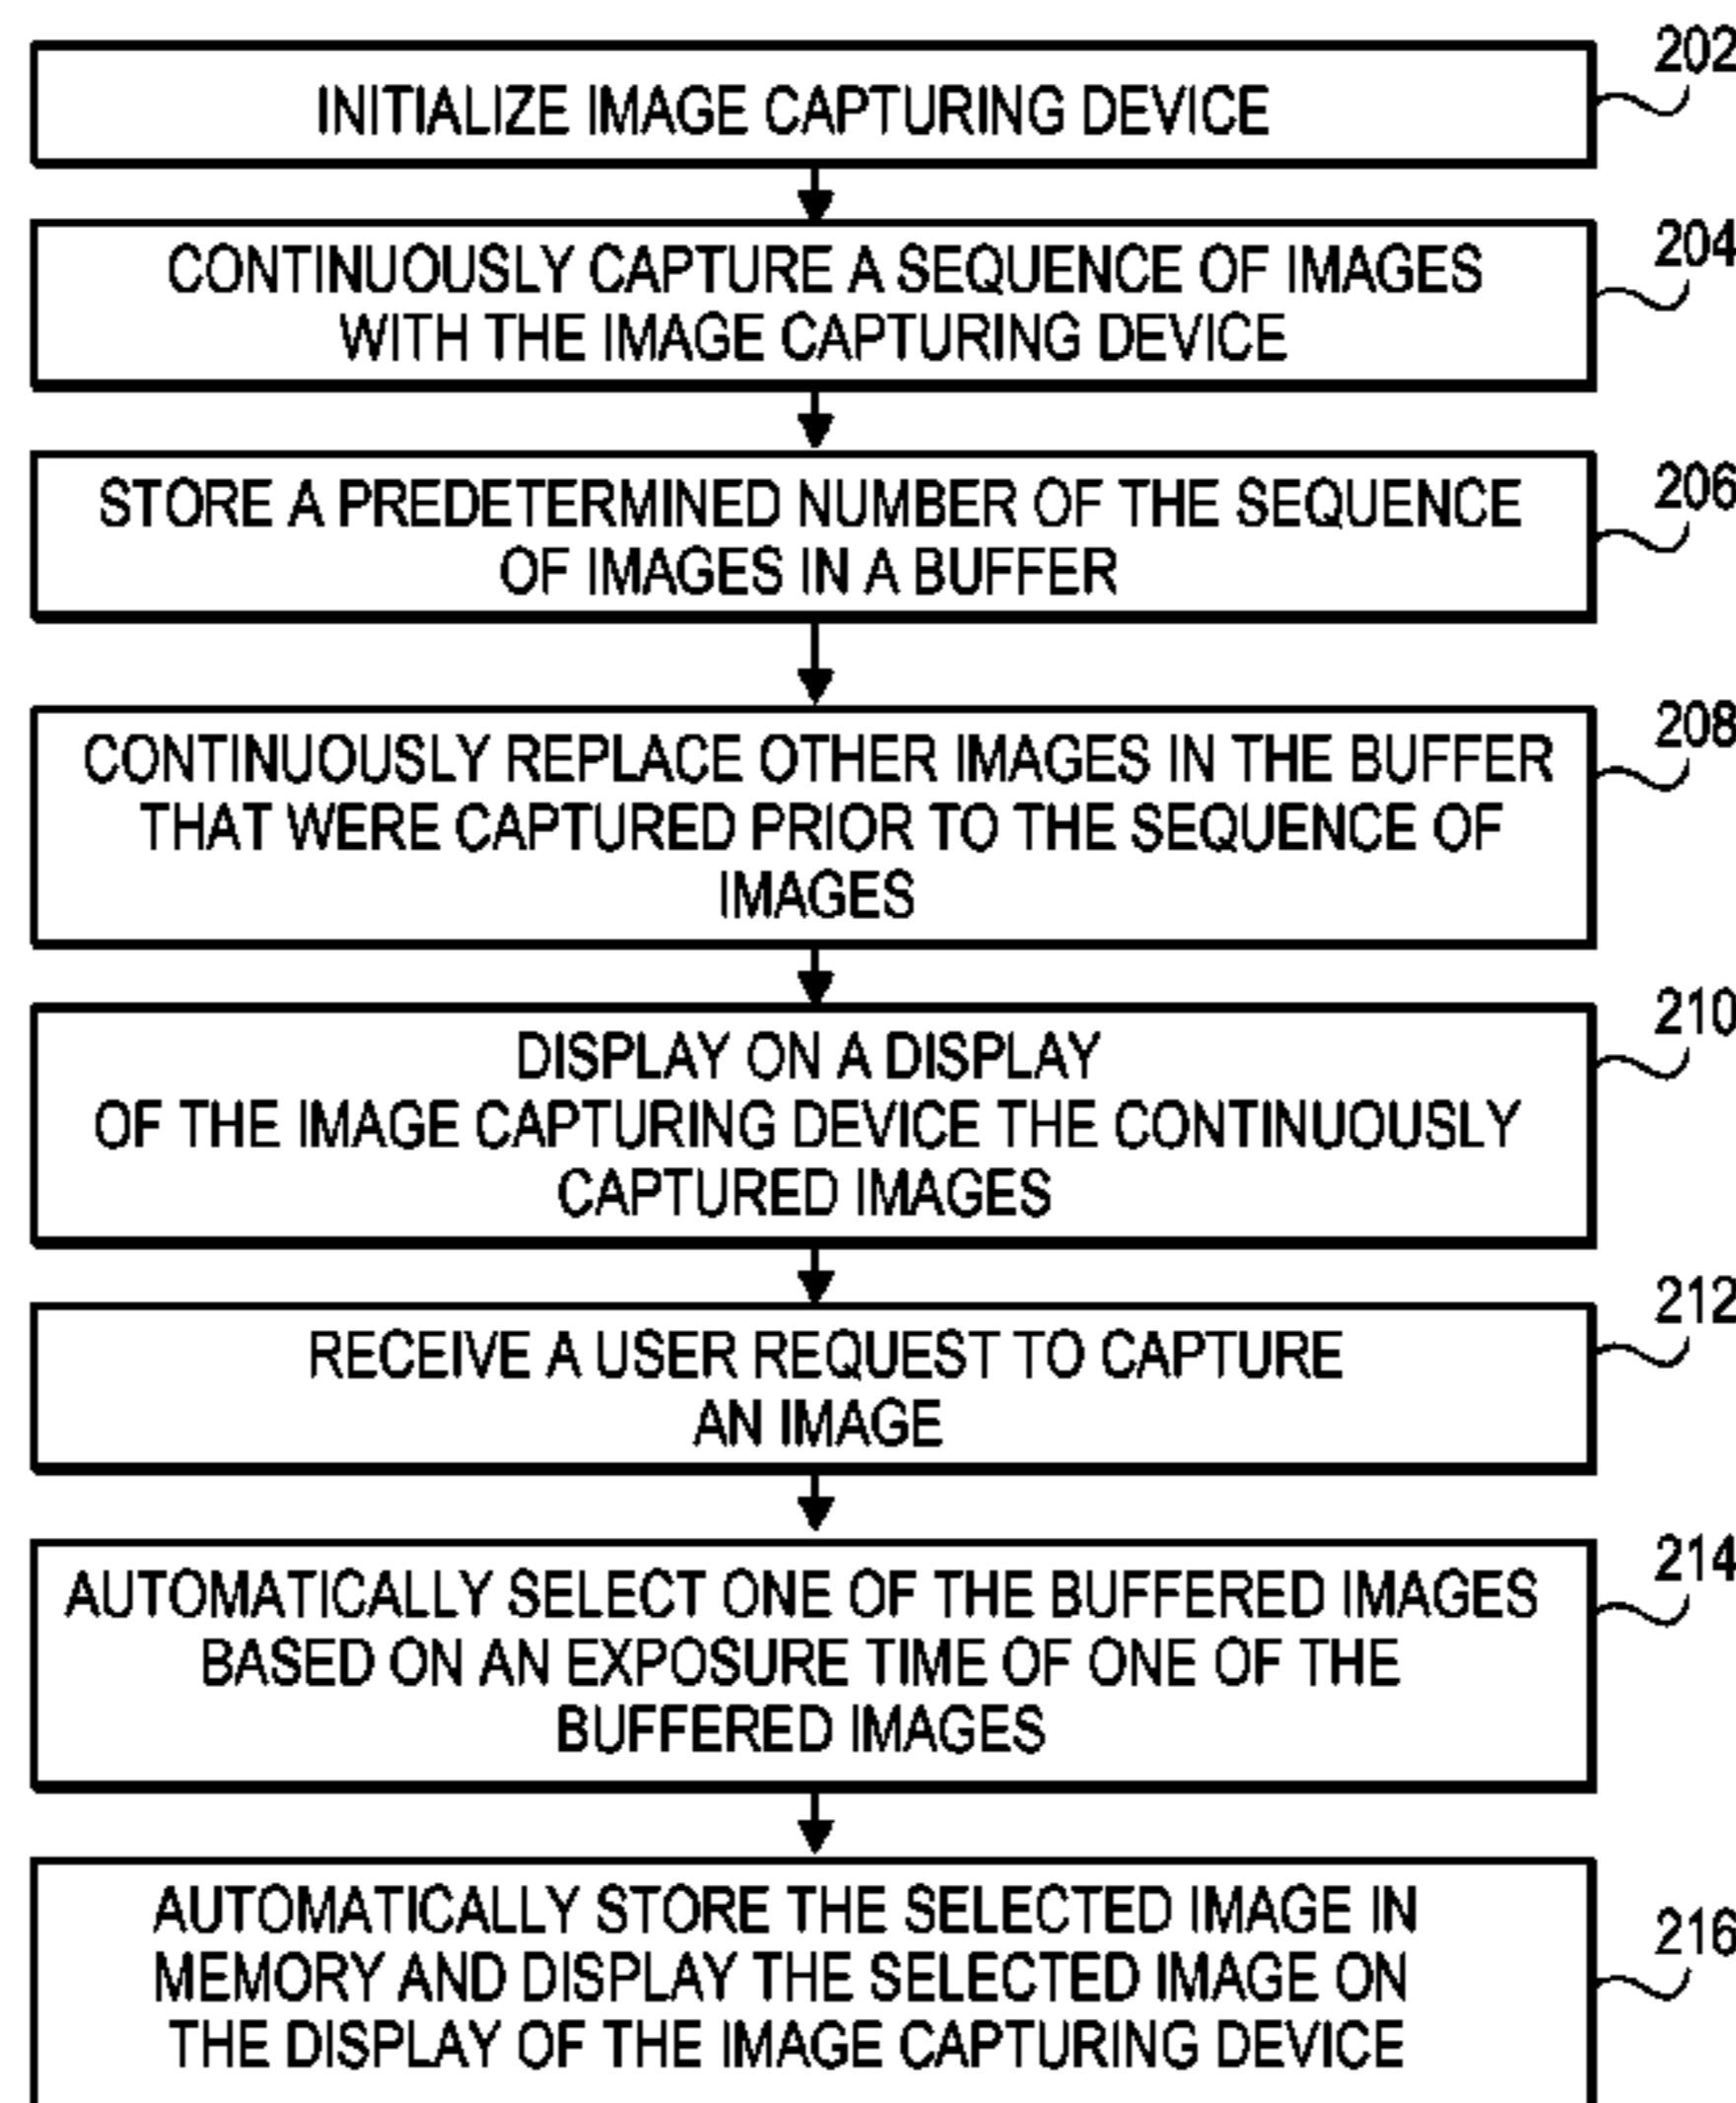 202
INITIALIZE IMAGE CAPTURING DEVICE
204
CONTINUOUSLY CAPTURE A SEQUENCE OF IMAGES
WITH THE IMAGE CAPTURING DEVICE
206
STORE A PREDETERMINED NUMBER OF THE SEQUENCE
OF IMAGES IN A BUFFER
208
CONTINUOUSLY REPLACE OTHER IMAGES IN THE BUFFER
THAT WERE CAPTURED PRIOR TO THE SEQUENCE OF
IMAGES
210
DISPLAY ON A DISPLAY
OF THE IMAGE CAPTURING DEVICE THE CONTINUOUSLY
CAPTURED IMAGES
212
RECEIVE A USER REQUEST TO CAPTURE
AN IMAGE
214
AUTOMATICALLY SELECT ONE OF THE BUFFERED IMAGES
BASED ON AN EXPOSURE TIME OF ONE OF THE
BUFFERED IMAGES
216
AUTOMATICALLY STORE THE SELECTED IMAGE IN
MEMORY AND DISPLAY THE SELECTED IMAGE ON
THE DISPLAY OF THE IMAGE CAPTURING DEVICE